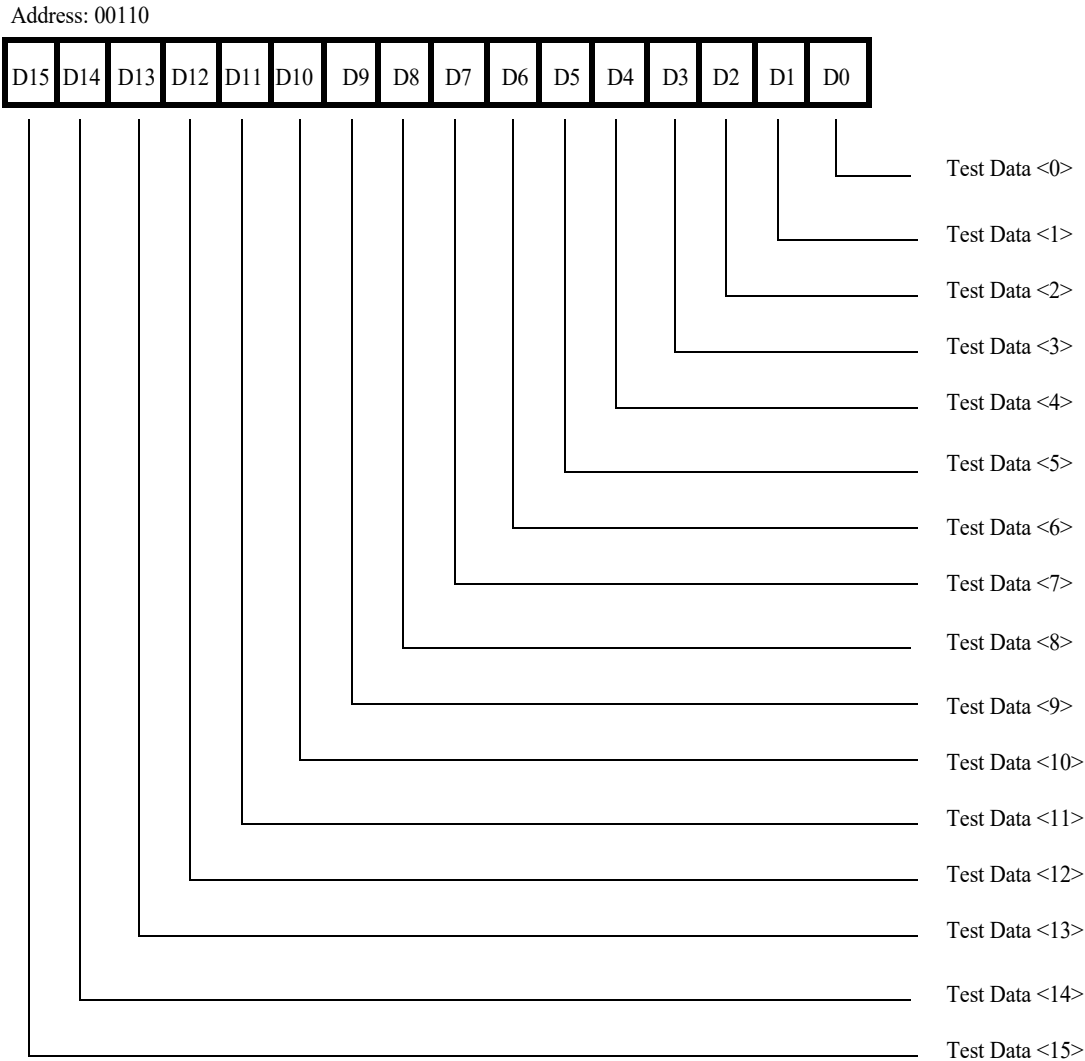 Address: 00110
D15 D14 D13 D12 D11 D10 D9 D8 D7 D6 D5 D4 D3 D2 D1 D0
Test Data <0>
Test Data <1>
Test Data <2>
Test Data <3>
Test Data <4>
Test Data <5>
Test Data <6>
Test Data <7>
Test Data <8>
Test Data <9>
Test Data <10>
Test Data <11>
Test Data <12>
Test Data <13>
Test Data <14>
Test Data <15>